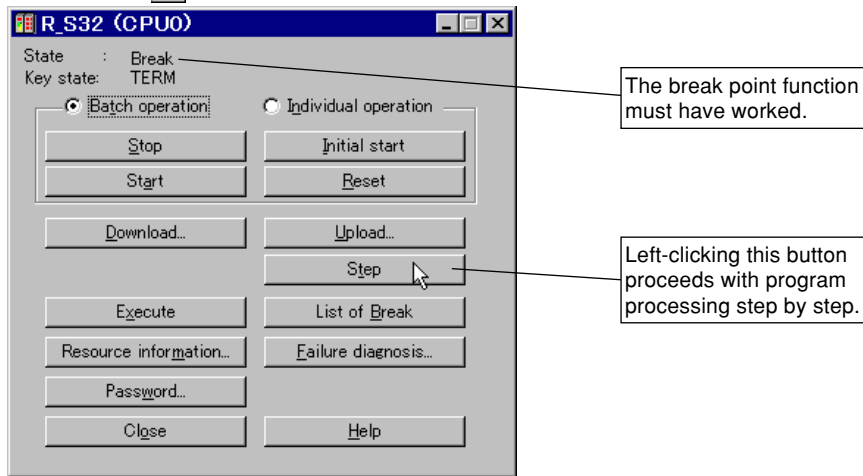 R_S32 (CPU0)
State : Break
Key state: TERM
Batch operation
Individual operation
Stop
Initial start
Start
Reset
Download...
Upload...
Step
Execute
List of Break
Resource information...
Failure diagnosis...
Password...
Close
Help
The break point function
must have worked.
Left-clicking this button
proceeds with program
processing step by step.